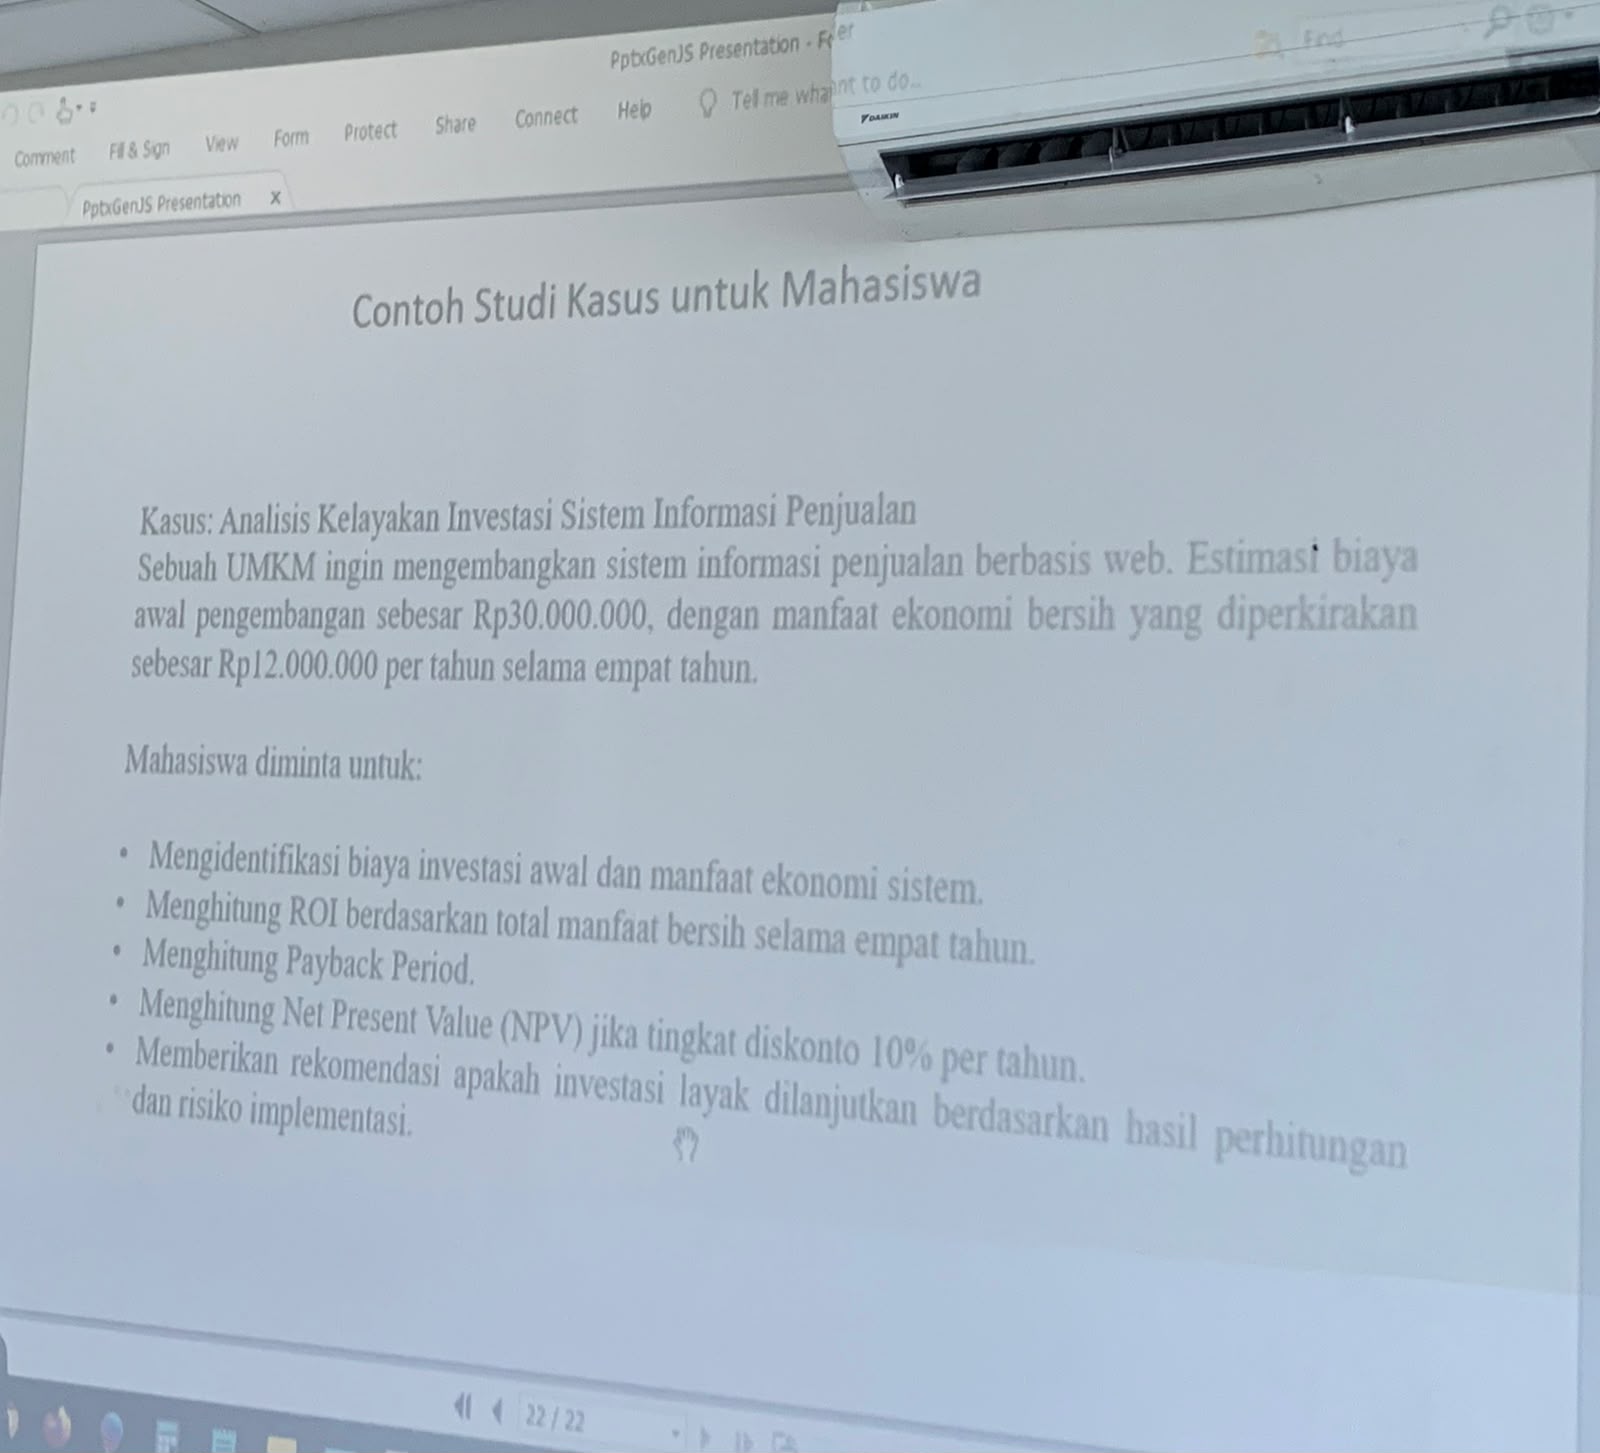 PptxGenJS Presentation - F er
Find
Tell me wha nt to do...
Comment Fill & Sign View Form Protect Share Connect Help
DAIKIN
PptxGenJS Presentation X
Contoh Studi Kasus untuk Mahasiswa
Kasus: Analisis Kelayakan Investasi Sistem Informasi Penjualan
Sebuah UMKM ingin mengembangkan sistem informasi penjualan berbasis web. Estimasi biaya
awal pengembangan sebesar Rp30.000.000, dengan manfaat ekonomi bersih yang diperkirakan
sebesar Rp12.000.000 per tahun selama empat tahun.
Mahasiswa diminta untuk:
• Mengidentifikasi biaya investasi awal dan manfaat ekonomi sistem.
• Menghitung ROI berdasarkan total manfaat bersih selama empat tahun.
• Menghitung Payback Period.
• Menghitung Net Present Value (NPV) jika tingkat diskonto 10% per tahun.
• Memberikan rekomendasi apakah investasi layak dilanjutkan berdasarkan hasil perhitungan
dan risiko implementasi.
22 / 22